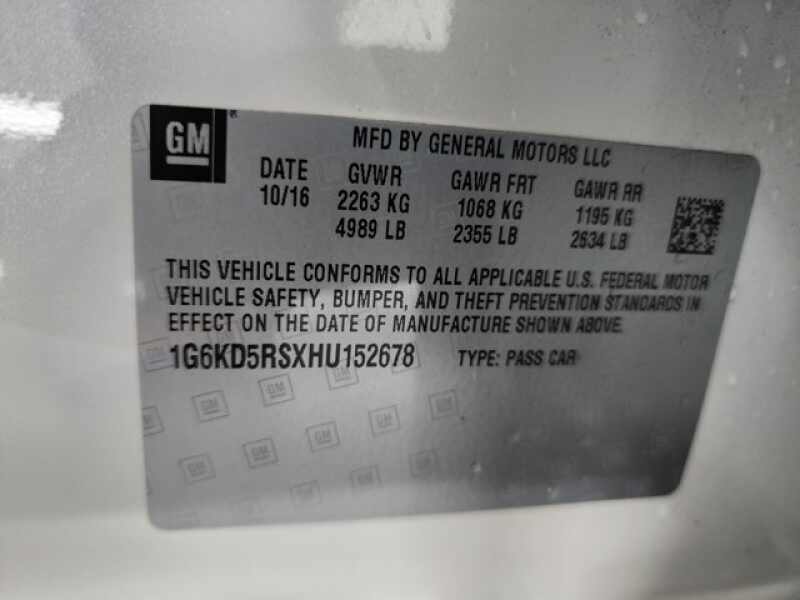 GM
MFD BY GENERAL MOTORS LLC
DATE GVWR GAWR FRT GAWR RR
10/16 2263 KG 1068 KG 1195 KG
4989 LB 2355 LB 2634 LB
THIS VEHICLE CONFORMS TO ALL APPLICABLE U.S. FEDERAL MOTOR
VEHICLE SAFETY, BUMPER, AND THEFT PREVENTION STANDARDS IN
EFFECT ON THE DATE OF MANUFACTURE SHOWN ABOVE.
1G6KD5RSXHU152678 TYPE: PASS CAR